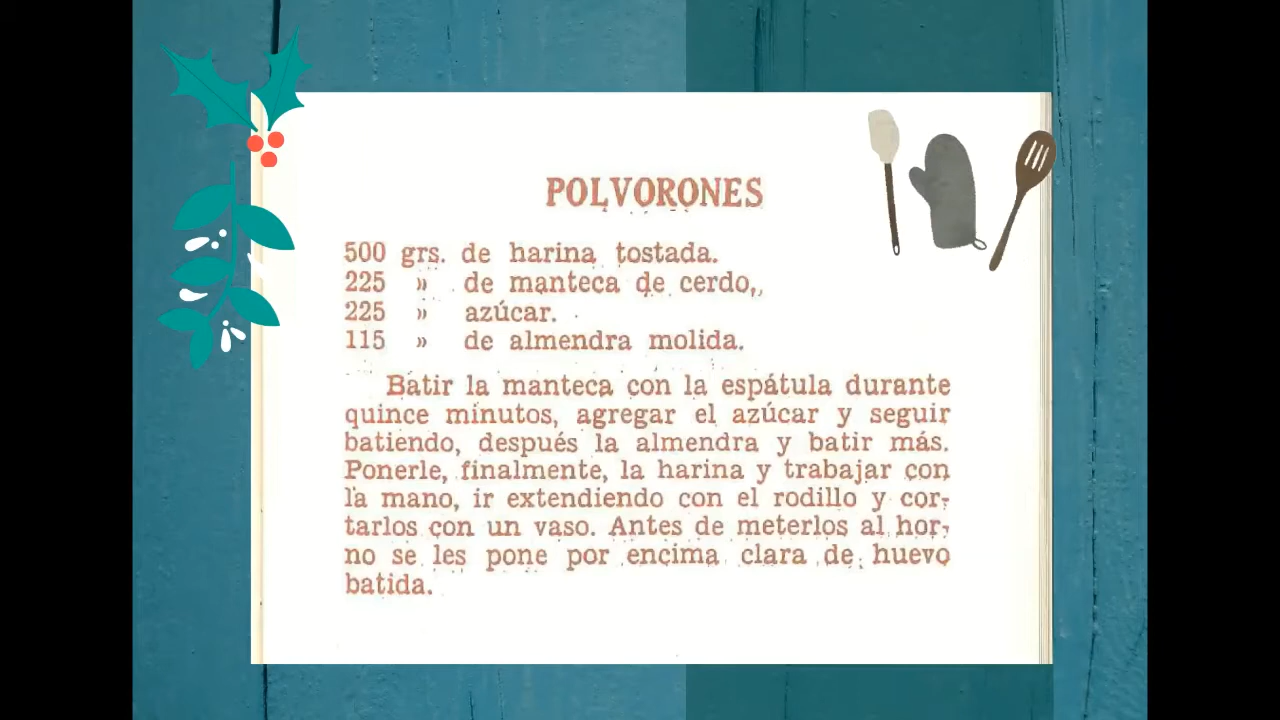 POLVORONES
500 grs. de harina tostada.
225 » de manteca de cerdo,
225 » azúcar.
115 » de almendra molida.
Batir la manteca con la espátula durante
quince minutos, agregar el azúcar y seguir
batiendo, después la almendra y batir más.
Ponerle, finalmente, la harina y trabajar con
la mano, ir extendiendo con el rodillo y cor-
tarlos con un vaso. Antes de meterlos al hor-
no se les pone por encima clara de huevo
batida.